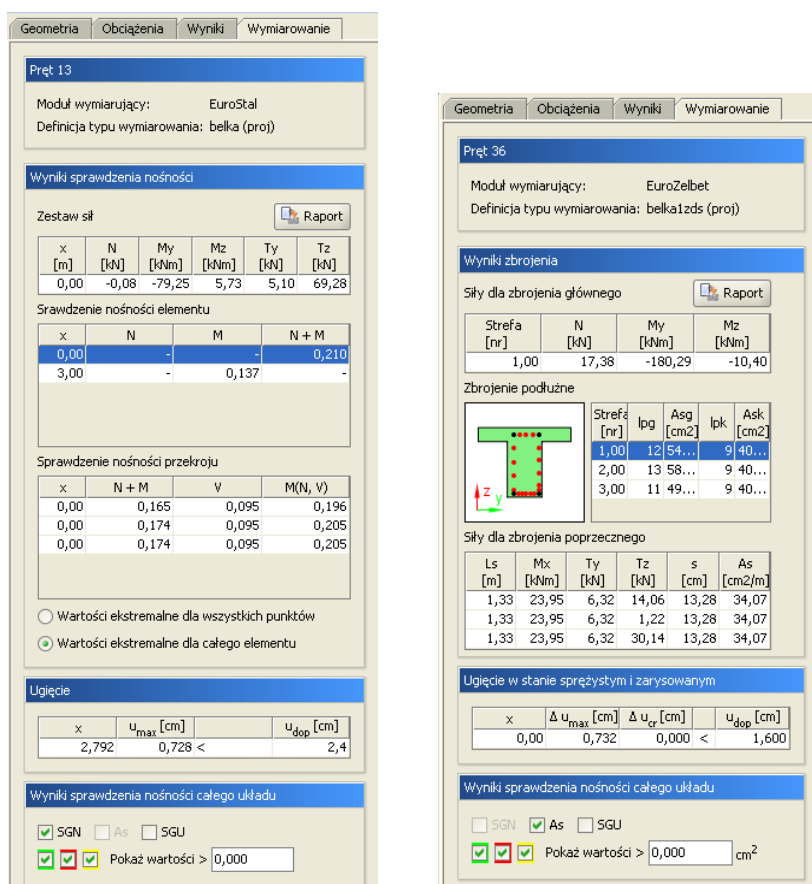 Geometria Obciążenia Wyniki Wymiarowanie
Pręt 13
Moduł wymiarujący: EuroStal
Definicja typu wymiarowania: belka (proj)
Wyniki sprawdzenia nośności
Zestaw sił Raport
x N My Mz Ty Tz
[m] [kN] [kNm] [kNm] [kN] [kN]
0,00 -0,08 -79,25 5,73 5,10 69,28
Srawdzenie nośności elementu
x N M N + M
0,00 - - 0,210
3,00 - 0,137 -
Sprawdzenie nośności przekroju
x N + M V M(N, V)
0,00 0,165 0,095 0,196
0,00 0,174 0,095 0,205
0,00 0,174 0,095 0,205
Wartości ekstremalne dla wszystkich punktów
Wartości ekstremalne dla całego elementu
Ugięcie
x umax [cm] udop [cm]
2,792 0,728 < 2,4
Wyniki sprawdzenia nośności całego układu
SGN As SGU
Pokaż wartości > 0,000
Geometria Obciążenia Wyniki Wymiarowanie
Pręt 36
Moduł wymiarujący: EuroZelbet
Definicja typu wymiarowania: belka1zds (proj)
Wyniki zbrojenia
Siły dla zbrojenia głównego Raport
Strefa N My Mz
[nr] [kN] [kNm] [kNm]
1,00 17,38 -180,29 -10,40
Zbrojenie podłużne
Strefa lpg Asg lpk Ask
[nr] [cm2] [cm2]
1,00 12 54... 9 40...
2,00 13 58... 9 40...
3,00 11 49... 9 40...
z y
Siły dla zbrojenia poprzecznego
Ls Mx Ty Tz s As
[m] [kNm] [kN] [kN] [cm] [cm2/m]
1,33 23,95 6,32 14,06 13,28 34,07
1,33 23,95 6,32 1,22 13,28 34,07
1,33 23,95 6,32 30,14 13,28 34,07
Ugięcie w stanie sprężystym i zarysowanym
x Δ umax [cm] Δ ucr [cm] udop [cm]
0,00 0,732 0,000 < 1,600
Wyniki sprawdzenia nośności całego układu
SGN As SGU
Pokaż wartości > 0,000 cm²